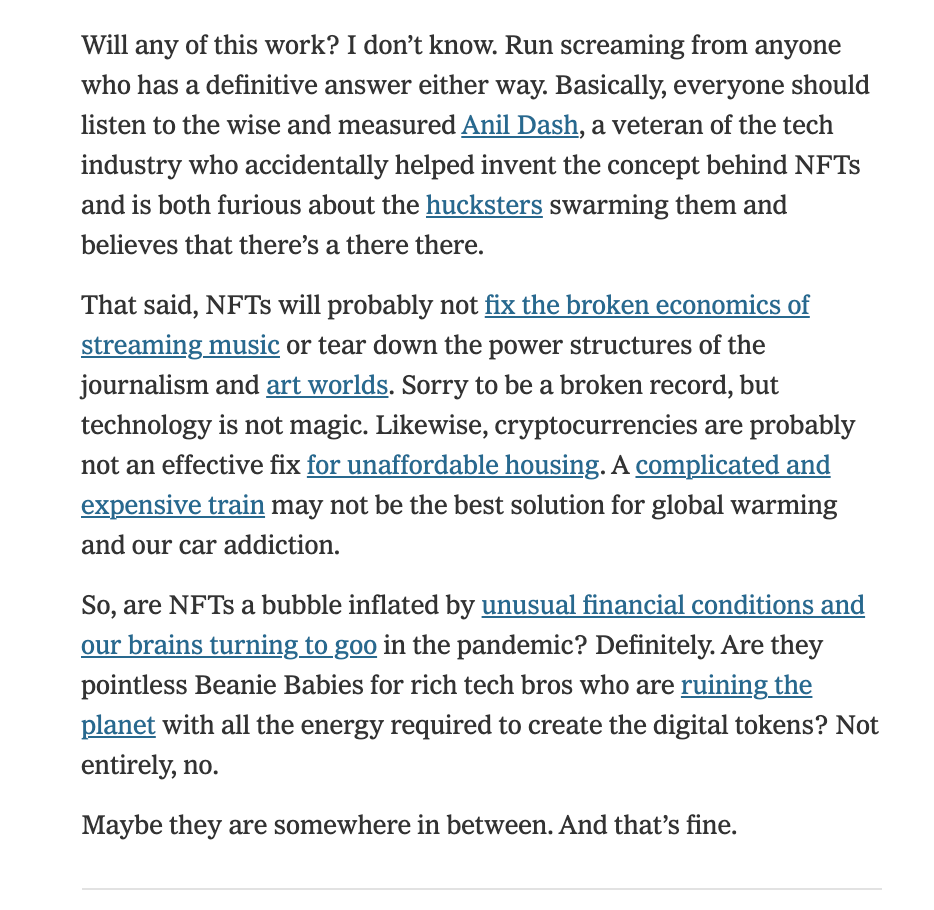 Will any of this work? I don’t know. Run screaming from anyone
who has a definitive answer either way. Basically, everyone should
listen to the wise and measured Anil Dash, a veteran of the tech
industry who accidentally helped invent the concept behind NFTs
and is both furious about the hucksters swarming them and
believes that there’s a there there.
That said, NFTs will probably not fix the broken economics of
streaming music or tear down the power structures of the
journalism and art worlds. Sorry to be a broken record, but
technology is not magic. Likewise, cryptocurrencies are probably
not an effective fix for unaffordable housing. A complicated and
expensive train may not be the best solution for global warming
and our car addiction.
So, are NFTs a bubble inflated by unusual financial conditions and
our brains turning to goo in the pandemic? Definitely. Are they
pointless Beanie Babies for rich tech bros who are ruining the
planet with all the energy required to create the digital tokens? Not
entirely, no.
Maybe they are somewhere in between. And that’s fine.